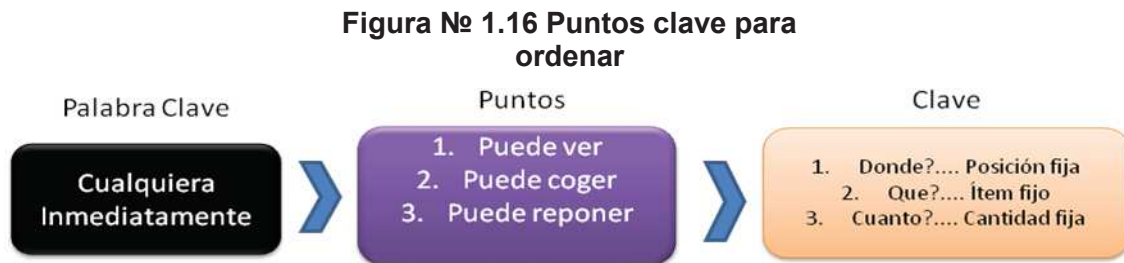 Figura № 1.16 Puntos clave para
ordenar
Palabra Clave
Cualquiera
Inmediatamente
Puntos
1. Puede ver
2. Puede coger
3. Puede reponer
Clave
1. Donde?.... Posición fija
2. Que?.... Ítem fijo
3. Cuanto?.... Cantidad fija